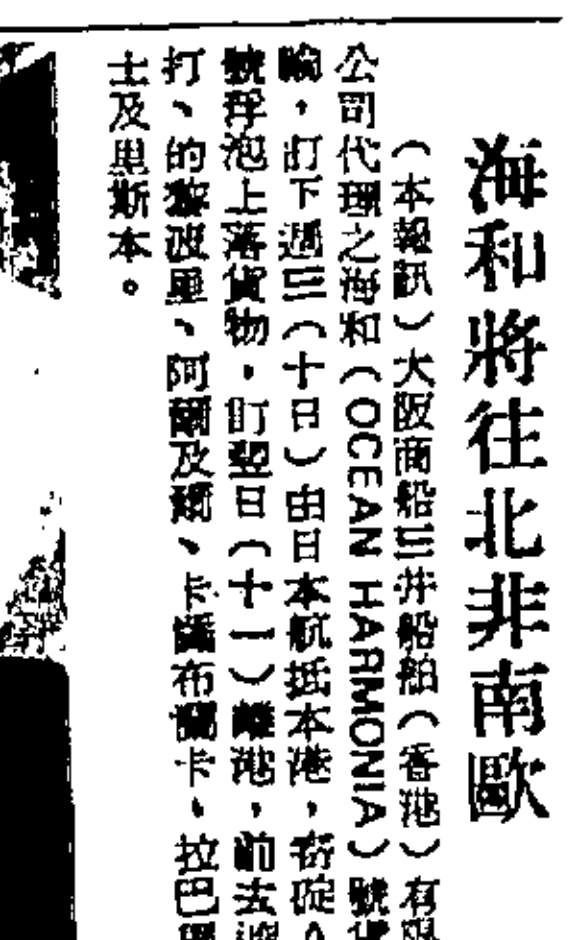 海和將往北非南歐
（本報訊）大阪商船三井船舶（香港）有限
公司代理之海和（OCEAN HARMONIA）號貨
輪，訂下週三（十日）由日本航抵本港，寄碇A
號浮泡上落貨物，訂翌日（十一）離港，前去
打、的黎波里、阿爾及爾、卡薩布蘭卡、拉巴
士及里斯本。